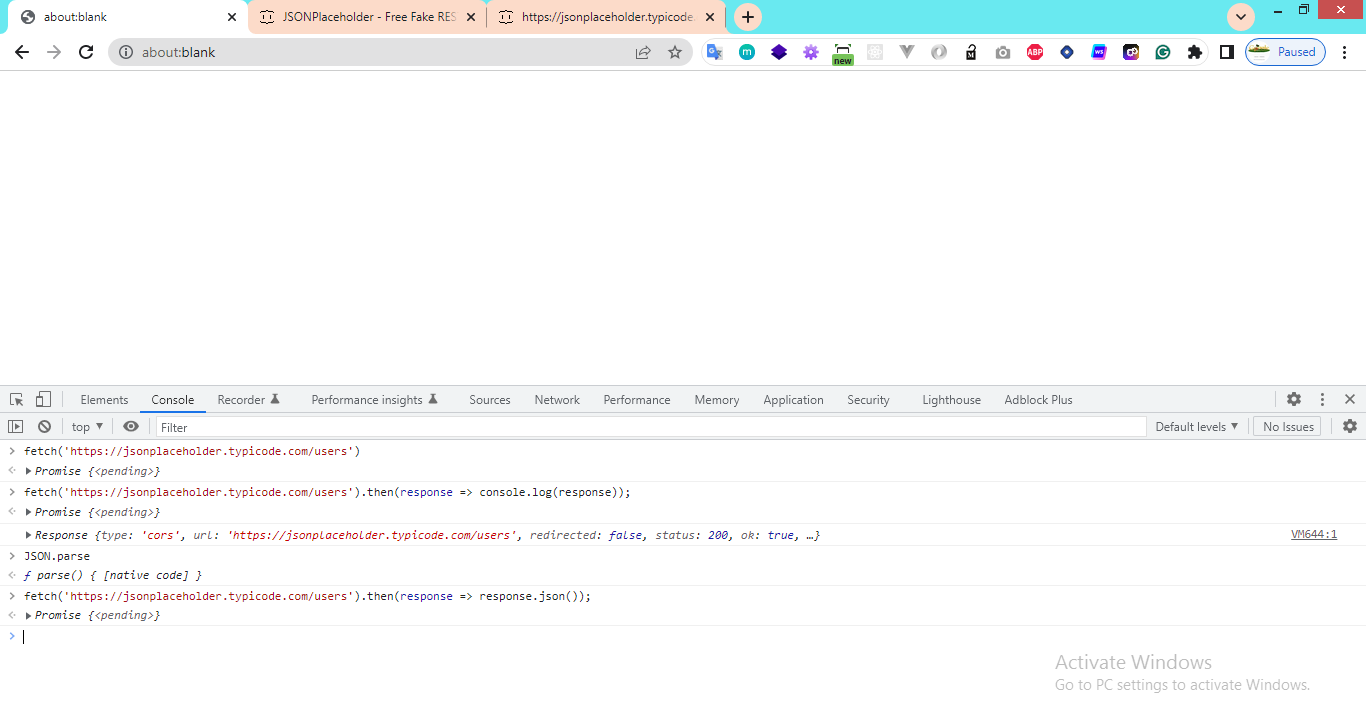 about:blank
JSONPlaceholder - Free Fake RES
https://jsonplaceholder.typicode.
about:blank
new
M
ABP
WS
Paused
Elements Console Recorder Performance insights Sources Network Performance Memory Application Security Lighthouse Adblock Plus
top ▼ Filter Default levels ▼ No Issues
> fetch('https://jsonplaceholder.typicode.com/users')
Promise {<pending>}
> fetch('https://jsonplaceholder.typicode.com/users').then(response => console.log(response));
Promise {<pending>}
Response {type: 'cors', url: 'https://jsonplaceholder.typicode.com/users', redirected: false, status: 200, ok: true, …} VM644:1
> JSON.parse
ƒ parse() { [native code] }
> fetch('https://jsonplaceholder.typicode.com/users').then(response => response.json());
Promise {<pending>}
>
Activate Windows
Go to PC settings to activate Windows.